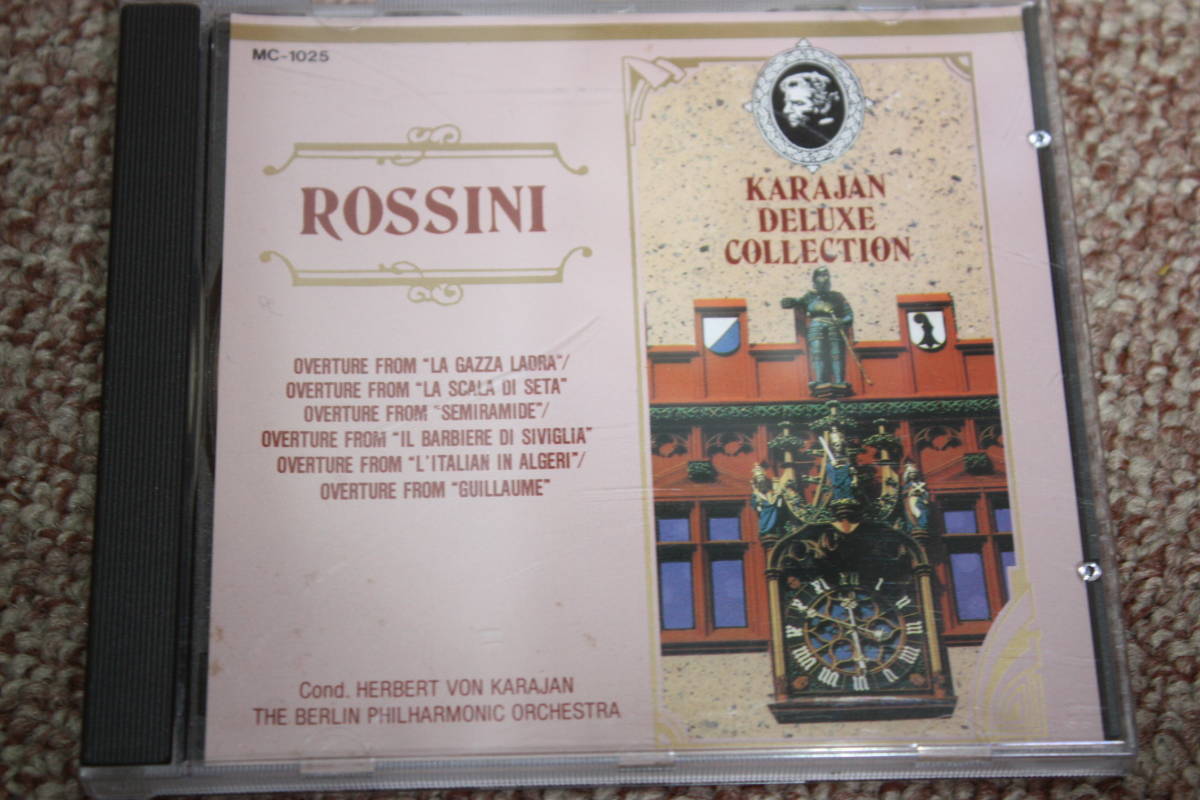 MC-1025
ROSSINI
OVERTURE FROM "LA GAZZA LADRA"/
OVERTURE FROM "LA SCALA DI SETA"
OVERTURE FROM "SEMIRAMIDE"/
OVERTURE FROM "IL BARBIERE DI SIVIGLIA"
OVERTURE FROM "L'ITALIAN IN ALGERI"/
OVERTURE FROM "GUILLAUME"
Cond. HERBERT VON KARAJAN
THE BERLIN PHILHARMONIC ORCHESTRA
KARAJAN
DELUXE
COLLECTION